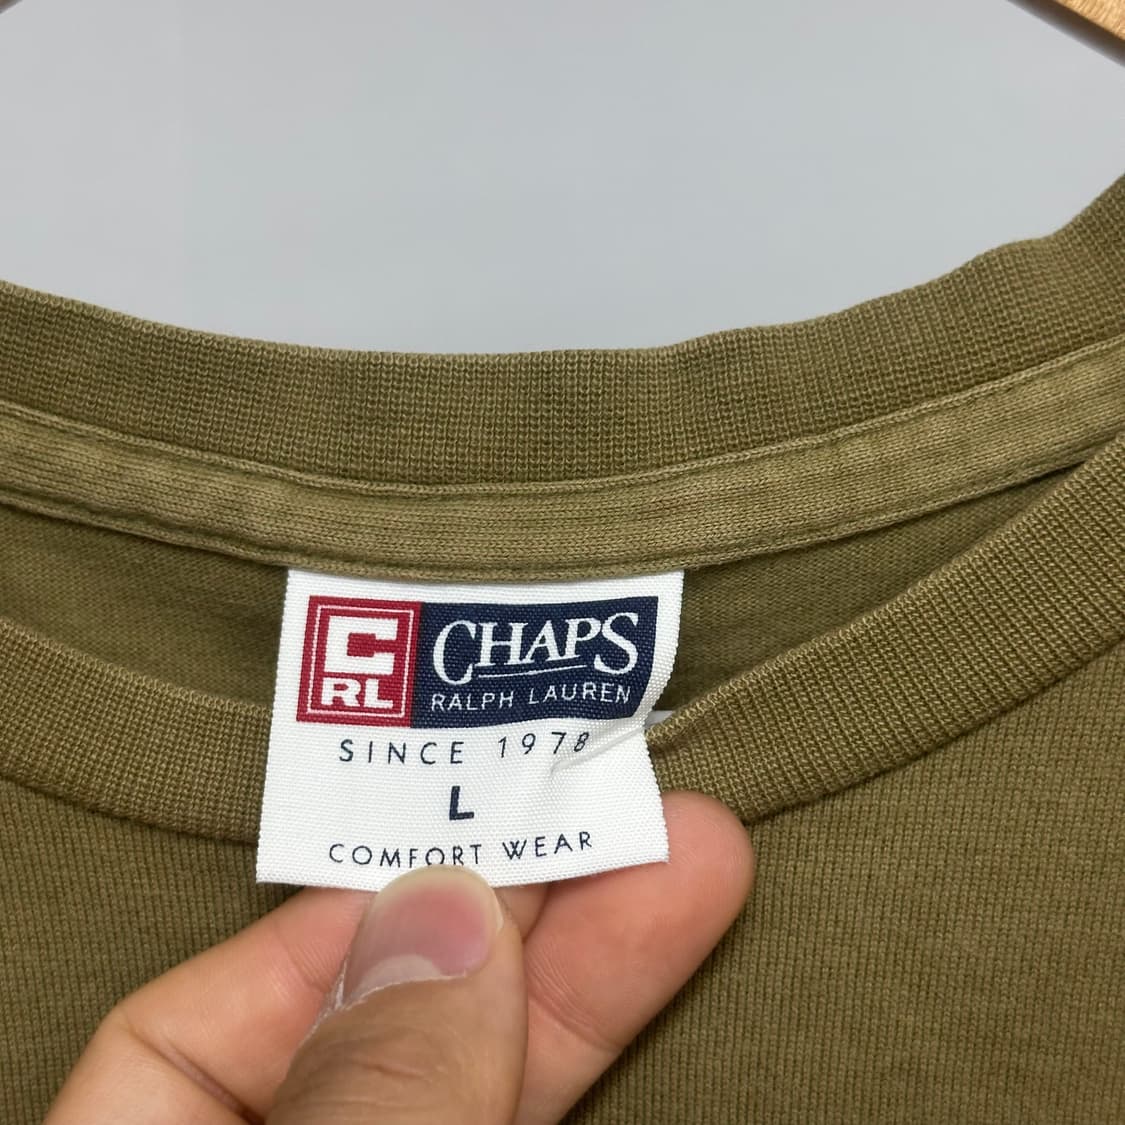 C
RL
CHAPS
RALPH LAUREN
SINCE 1978
L
COMFORT WEAR